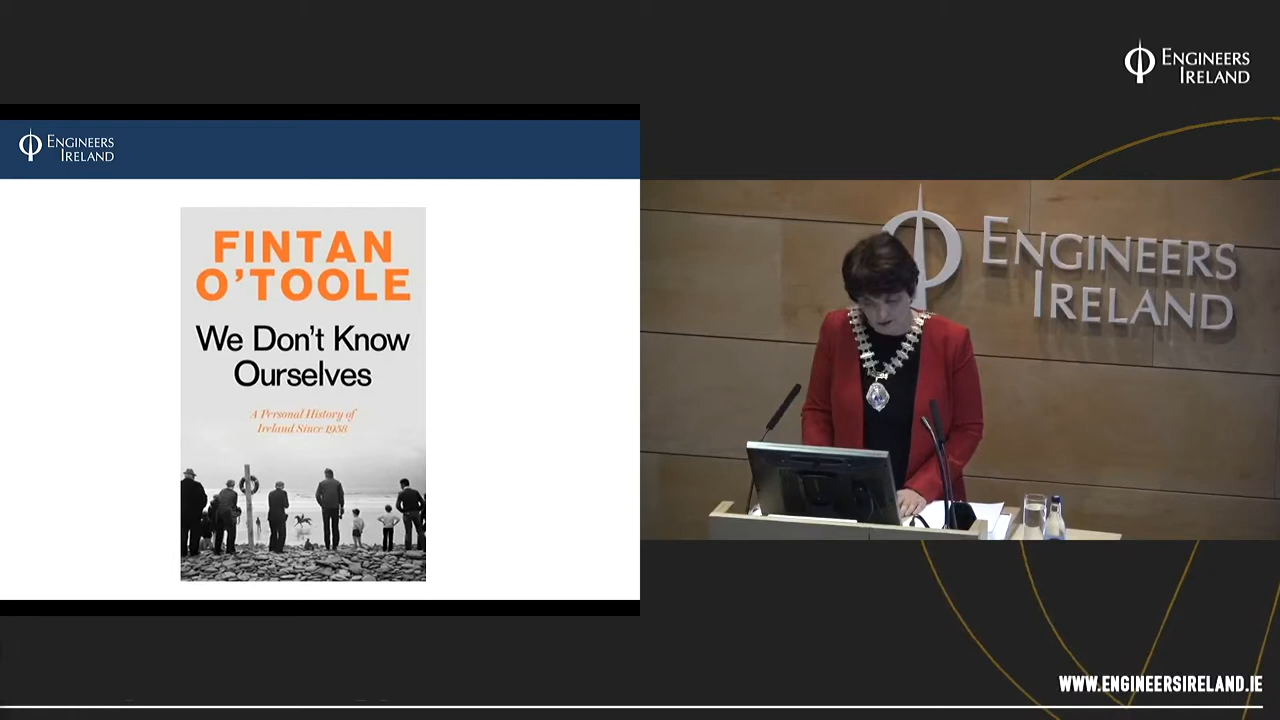 ENGINEERS
IRELAND
ENGINEERS
IRELAND
FINTAN
O'TOOLE
We Don't Know
Ourselves
A Personal History of
Ireland Since 1958
ENGINEERS
IRELAND
WWW.ENGINEERSIRELAND.IE